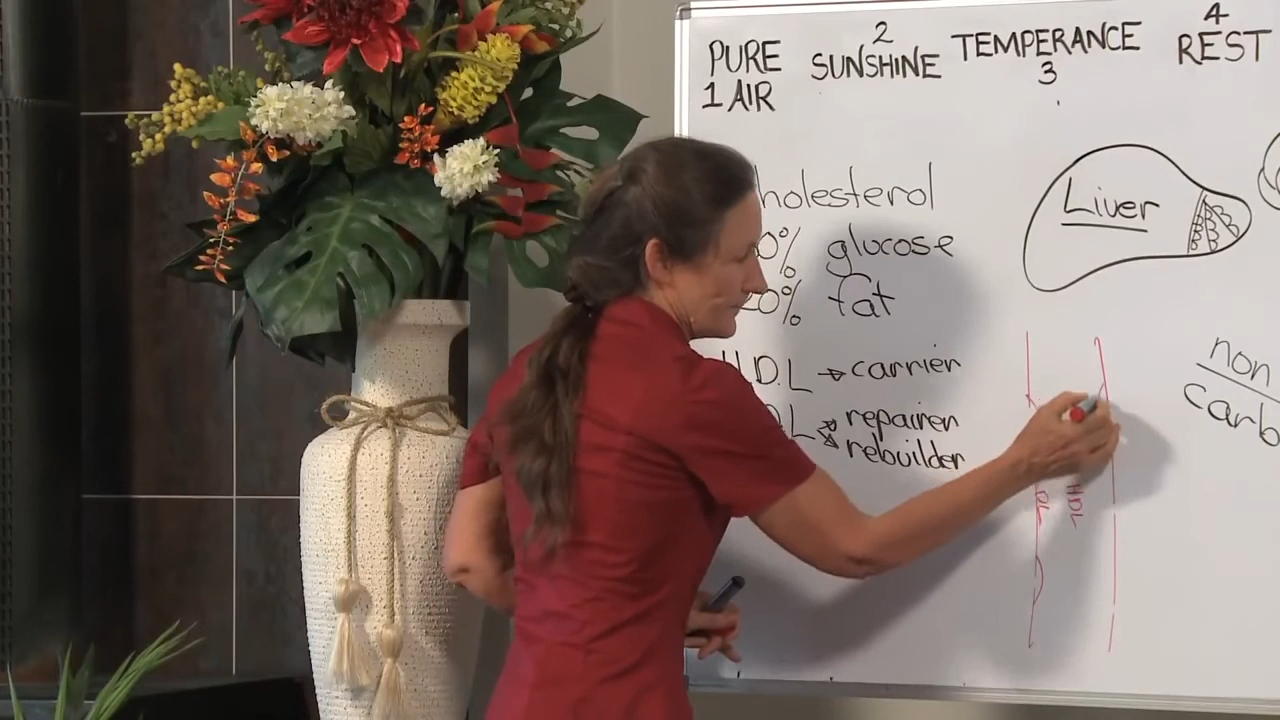 PURE
1 AIR
2
SUNSHINE
TEMPERANCE
3
4
REST
holesterol
0% glucose
0% fat
H.D.L → carrier
D.L repairer
rebuilder
Liver
non
carb
HDL